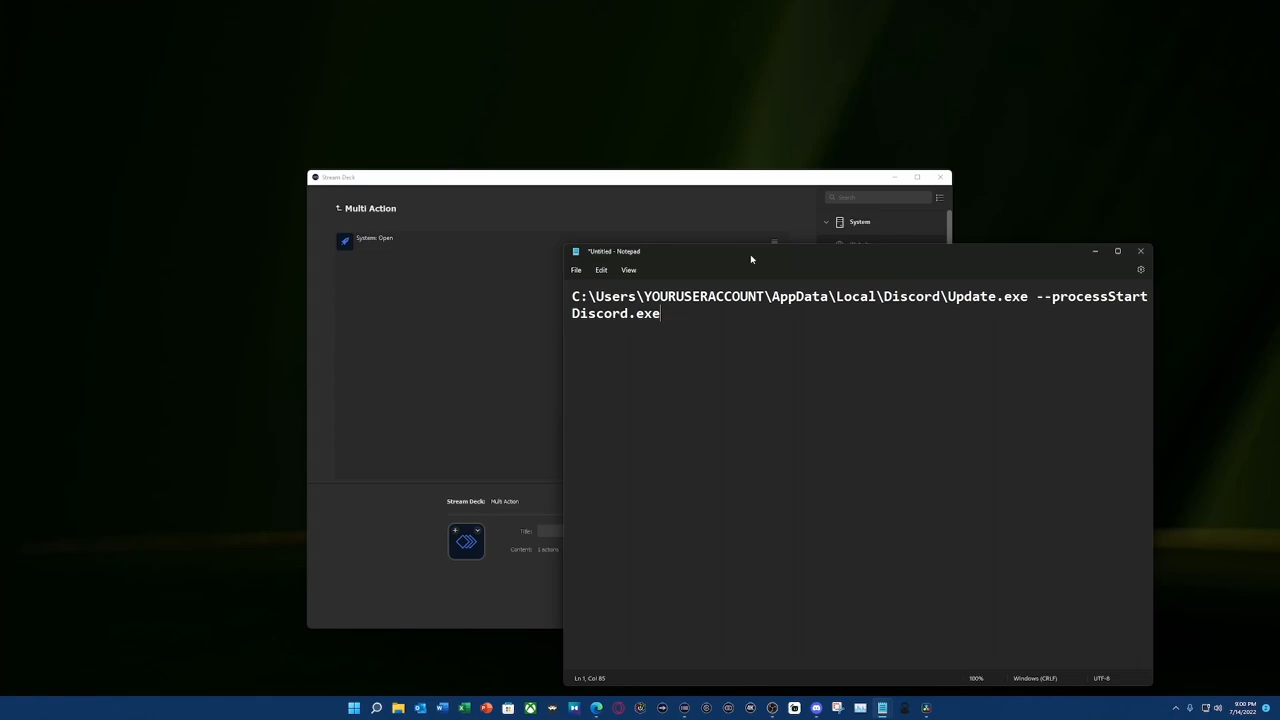 Stream Deck
Multi Action
Search
System
System: Open
*Untitled - Notepad
File Edit View
C:\Users\YOURUSERACCOUNT\AppData\Local\Discord\Update.exe --processStart
Discord.exe
Stream Deck: Multi Action
Title:
Content: 1 actions
Ln 1, Col 85
100%
Windows (CRLF)
UTF-8
9:00 PM
7/14/2022